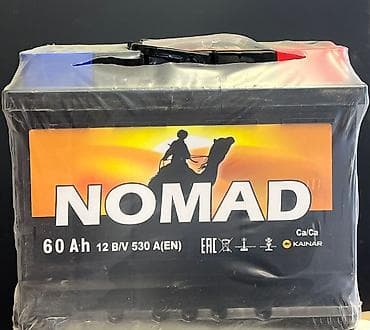 NOMAD
Ca/Ca
60 Ah 12 B/V 530 A(EN)
EAC
KAINAR